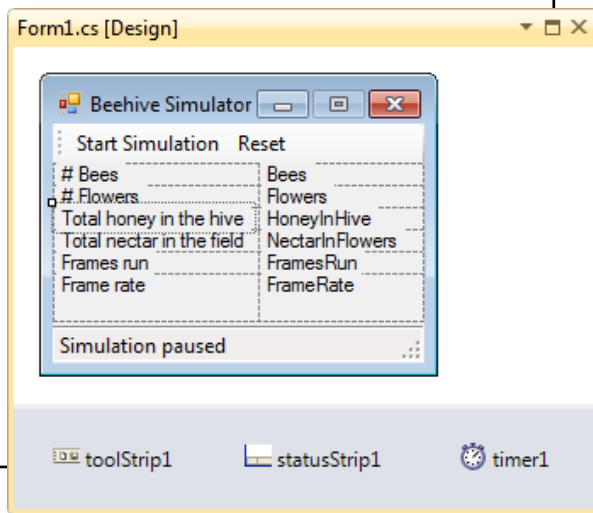 Form1.cs [Design]
Beehive Simulator
Start Simulation Reset
# Bees Bees
# Flowers Flowers
Total honey in the hive HoneyInHive
Total nectar in the field NectarInFlowers
Frames run FramesRun
Frame rate FrameRate
Simulation paused
toolStrip1 statusStrip1 timer1